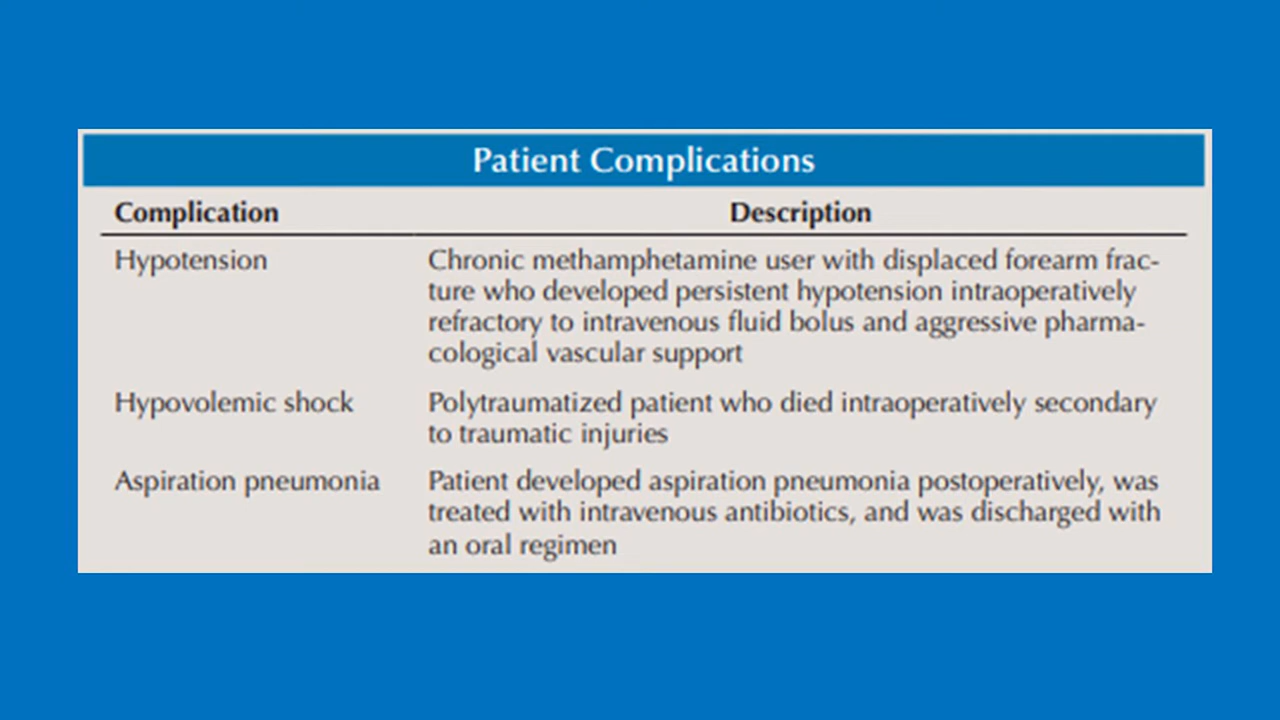 Patient Complications
Complication Description
Hypotension Chronic methamphetamine user with displaced forearm frac-
ture who developed persistent hypotension intraoperatively
refractory to intravenous fluid bolus and aggressive pharma-
cological vascular support
Hypovolemic shock Polytraumatized patient who died intraoperatively secondary
to traumatic injuries
Aspiration pneumonia Patient developed aspiration pneumonia postoperatively, was
treated with intravenous antibiotics, and was discharged with
an oral regimen